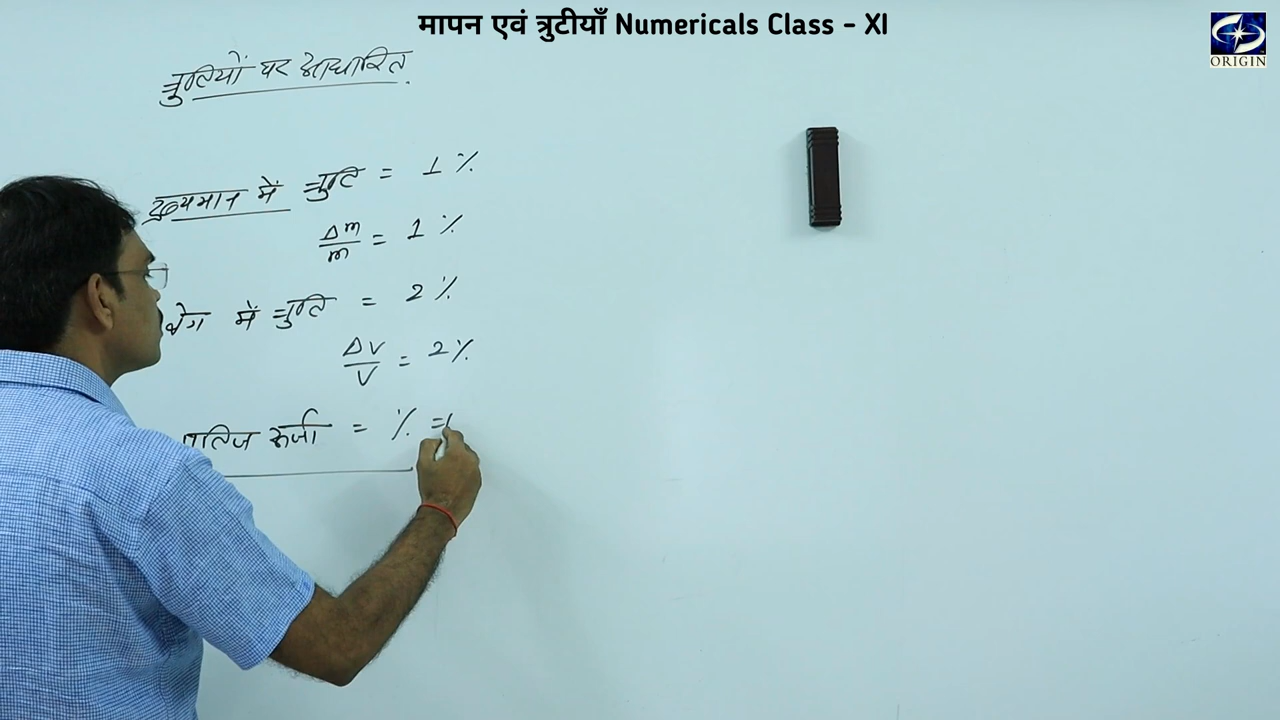 मापन एवं त्रुटीयाँ Numericals Class - XI
ORIGIN
त्रुटियों पर आधारित
द्रव्यमान में त्रुटि = 1 %
Δm/m = 1 %
वेग में त्रुटि = 2 %
Δv/v = 2 %
गतिज ऊर्जा = % =